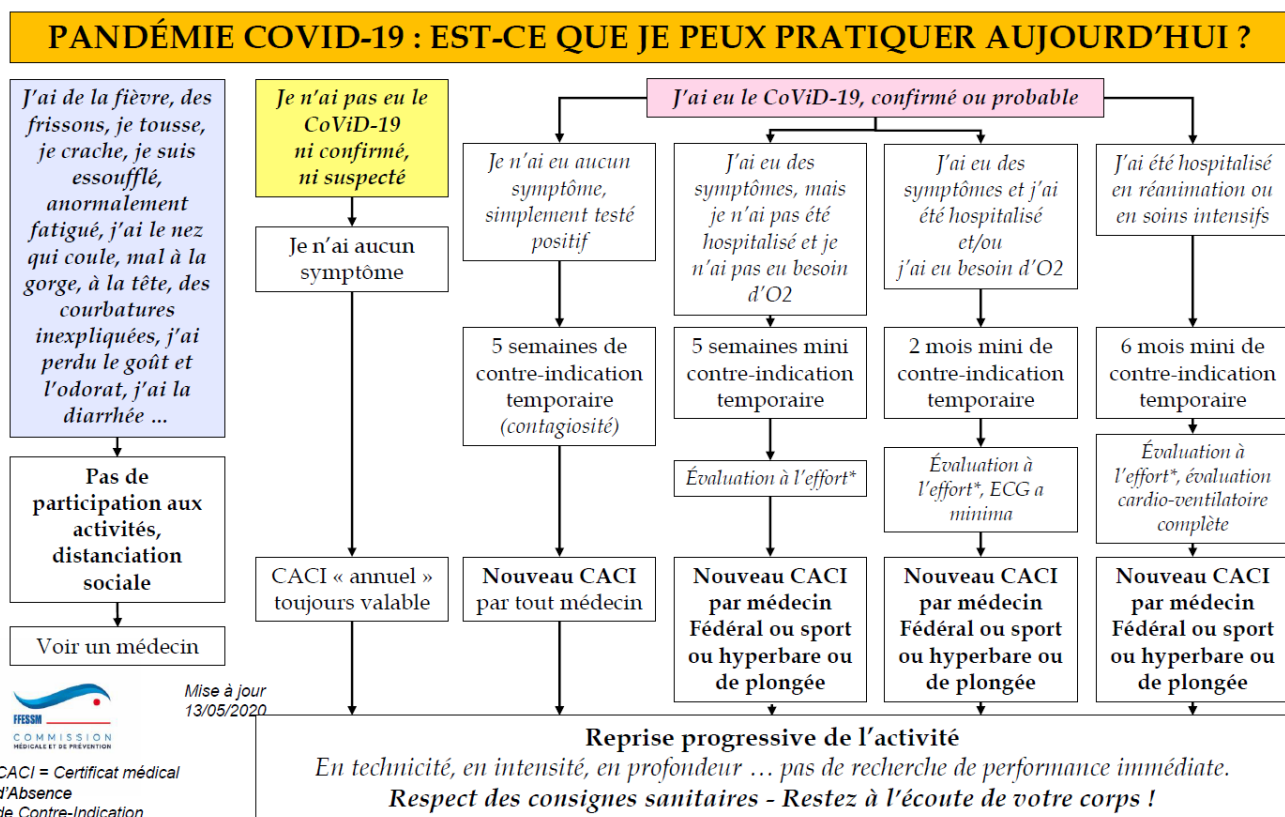 PANDÉMIE COVID-19 : EST-CE QUE JE PEUX PRATIQUER AUJOURD'HUI ?
J'ai de la fièvre, des
frissons, je tousse,
je crache, je suis
essoufflé,
anormalement
fatigué, j'ai le nez
qui coule, mal à la
gorge, à la tête, des
courbatures
inexpliquées, j'ai
perdu le goût et
l'odorat, j'ai la
diarrhée ...
Pas de
participation aux
activités,
distanciation
sociale
Voir un médecin
Je n'ai pas eu le
CoViD-19
ni confirmé,
ni suspecté
Je n'ai aucun
symptôme
CACI « annuel »
toujours valable
J'ai eu le CoViD-19, confirmé ou probable
Je n'ai eu aucun
symptôme,
simplement testé
positif
5 semaines de
contre-indication
temporaire
(contagiosité)
Nouveau CACI
par tout médecin
J'ai eu des
symptômes, mais
je n'ai pas été
hospitalisé et je
n'ai pas eu besoin
d'O2
5 semaines mini
contre-indication
temporaire
Évaluation à l'effort*
Nouveau CACI
par médecin
Fédéral ou sport
ou hyperbare ou
de plongée
J'ai eu des
symptômes et j'ai
été hospitalisé
et/ou
j'ai eu besoin d'O2
2 mois mini de
contre-indication
temporaire
Évaluation à
l'effort*, ECG a
minima
Nouveau CACI
par médecin
Fédéral ou sport
ou hyperbare ou
de plongée
J'ai été hospitalisé
en réanimation ou
en soins intensifs
6 mois mini de
contre-indication
temporaire
Évaluation à
l'effort*, évaluation
cardio-ventilatoire
complète
Nouveau CACI
par médecin
Fédéral ou sport
ou hyperbare ou
de plongée
Reprise progressive de l'activité
En technicité, en intensité, en profondeur ... pas de recherche de performance immédiate.
Respect des consignes sanitaires - Restez à l'écoute de votre corps !
FFESSM
COMMISSION
MÉDICALE ET DE PRÉVENTION
Mise à jour
13/05/2020
CACI = Certificat médical
d'Absence
de Contre-Indication